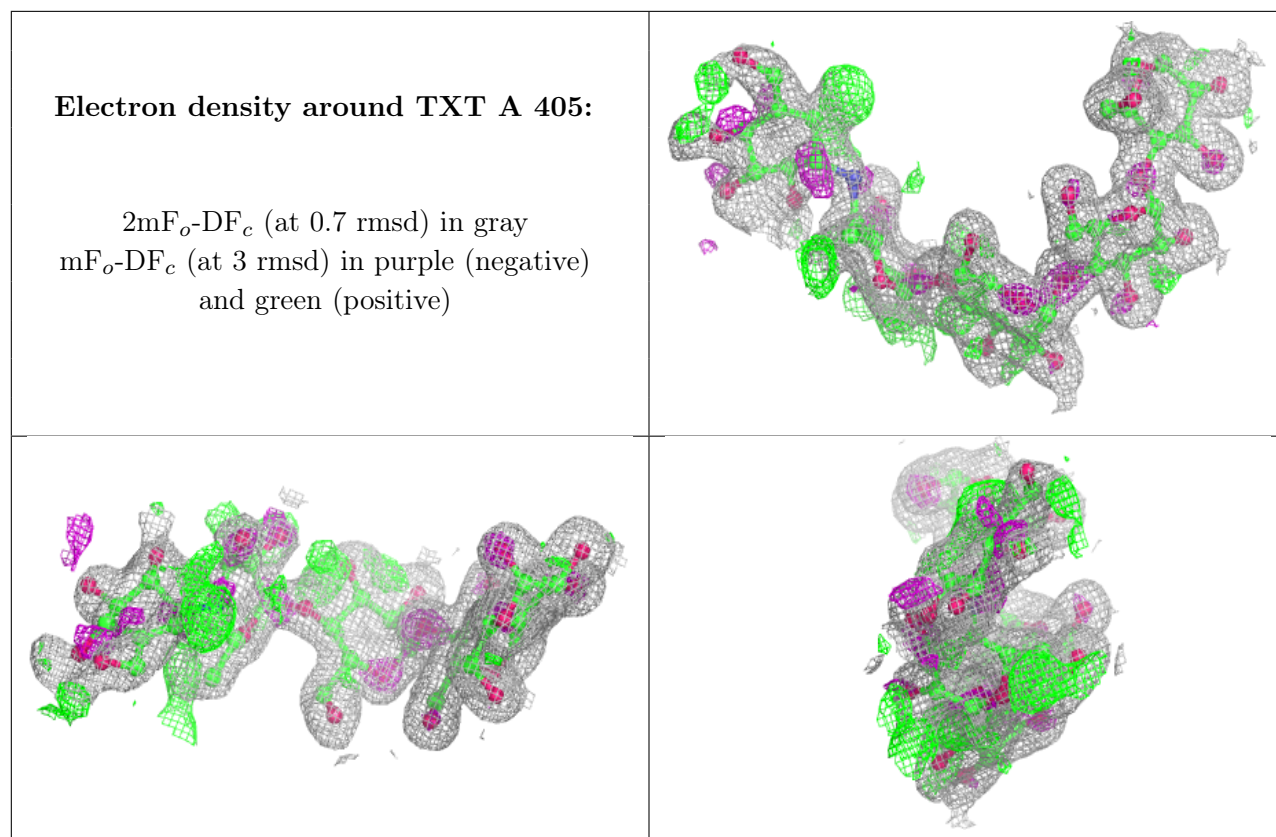 Electron density around TXT A 405:
2mFo-DFc (at 0.7 rmsd) in gray
mFo-DFc (at 3 rmsd) in purple (negative)
and green (positive)